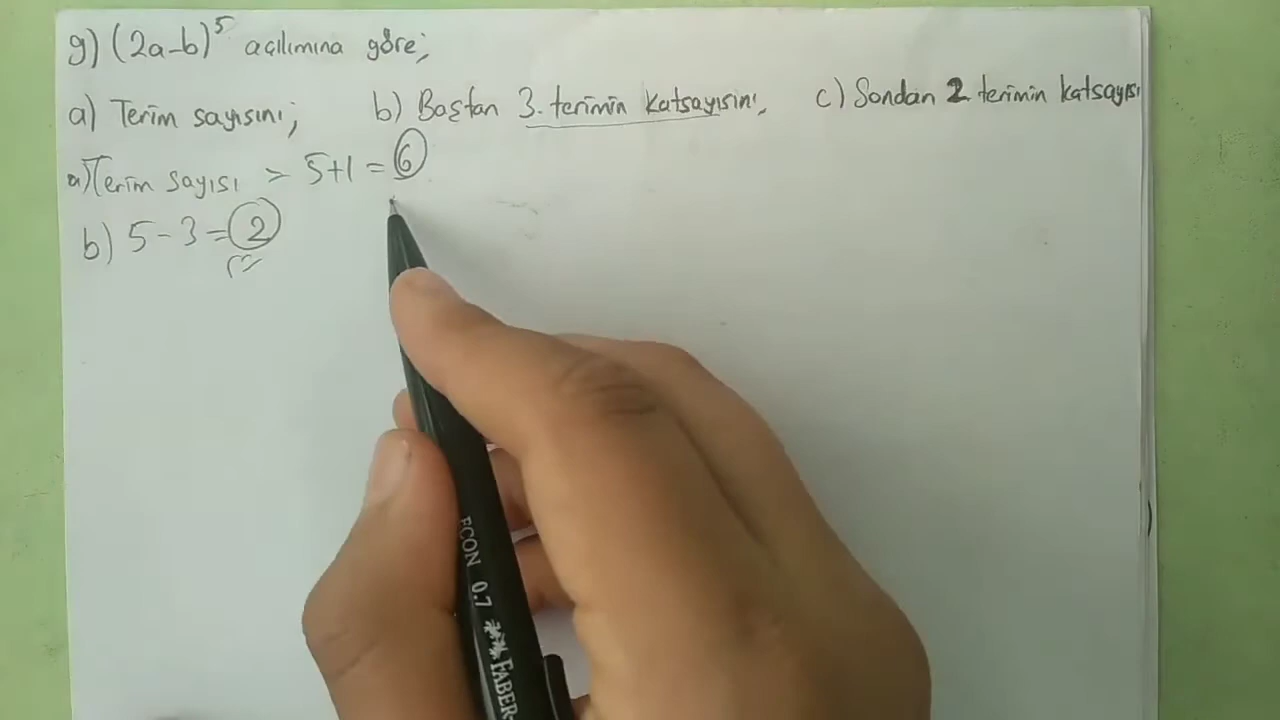 g) (2a-b)^5 açılımına göre;
a) Terim sayısını; b) Baştan 3. terimin katsayısını, c) Sondan 2 terimin katsayısı
a) Terim sayısı = 5+1 = 6
b) 5-3=2
ECON 0.7 FABER-